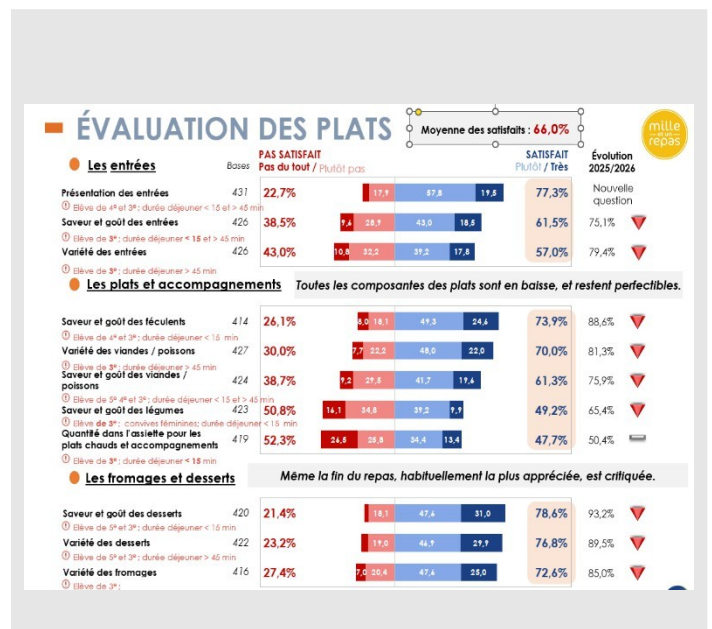 ÉVALUATION DES PLATS
Moyenne des satisfaits : 66,0%
mille
et un
repas
Les entrées
Bases
PAS SATISFAIT
Pas du tout / Plutôt pas
SATISFAIT
Plutôt / Très
Évolution
2025/2026
Présentation des entrées 431 22,7% 17,9 57,8 19,5 77,3% Nouvelle question
Elève de 4e et 3e ; durée déjeuner < 15 et > 45 min
Saveur et goût des entrées 426 38,5% 9,6 28,9 43,0 18,5 61,5% 75,1%
Elève de 3e ; durée déjeuner < 15 et > 45 min
Variété des entrées 426 43,0% 10,8 32,2 39,2 17,8 57,0% 79,4%
Elève de 3e ; durée déjeuner > 45 min
Les plats et accompagnements
Toutes les composantes des plats sont en baisse, et restent perfectibles.
Saveur et goût des féculents 414 26,1% 8,0 18,1 49,3 24,6 73,9% 88,6%
Elève de 4e et 3e ; durée déjeuner < 15 min
Variété des viandes / poissons 427 30,0% 7,7 22,2 48,0 22,0 70,0% 81,3%
Elève de 3e ; durée déjeuner > 45 min
Saveur et goût des viandes /
poissons 424 38,7% 9,2 29,5 41,7 19,6 61,3% 75,9%
Elève de 5e 4e et 3e ; durée déjeuner < 15 et > 45 min
Saveur et goût des légumes 423 50,8% 16,1 34,8 39,2 9,9 49,2% 65,4%
Elève de 3e ; convives féminines; durée déjeuner < 15 min
Quantité dans l'assiette pour les
plats chauds et accompagnements 419 52,3% 26,5 25,8 34,4 13,4 47,7% 50,4%
Elève de 3e ; durée déjeuner < 15 min
Les fromages et desserts
Même la fin du repas, habituellement la plus appréciée, est critiquée.
Saveur et goût des desserts 420 21,4% 18,1 47,6 31,0 78,6% 93,2%
Elève de 5e et 3e ; durée déjeuner < 15 min
Variété des desserts 422 23,2% 19,0 46,9 29,9 76,8% 89,5%
Elève de 5e et 3e ; durée déjeuner > 45 min
Variété des fromages 416 27,4% 7,0 20,4 47,6 25,0 72,6% 85,0%
Elève de 3e ;